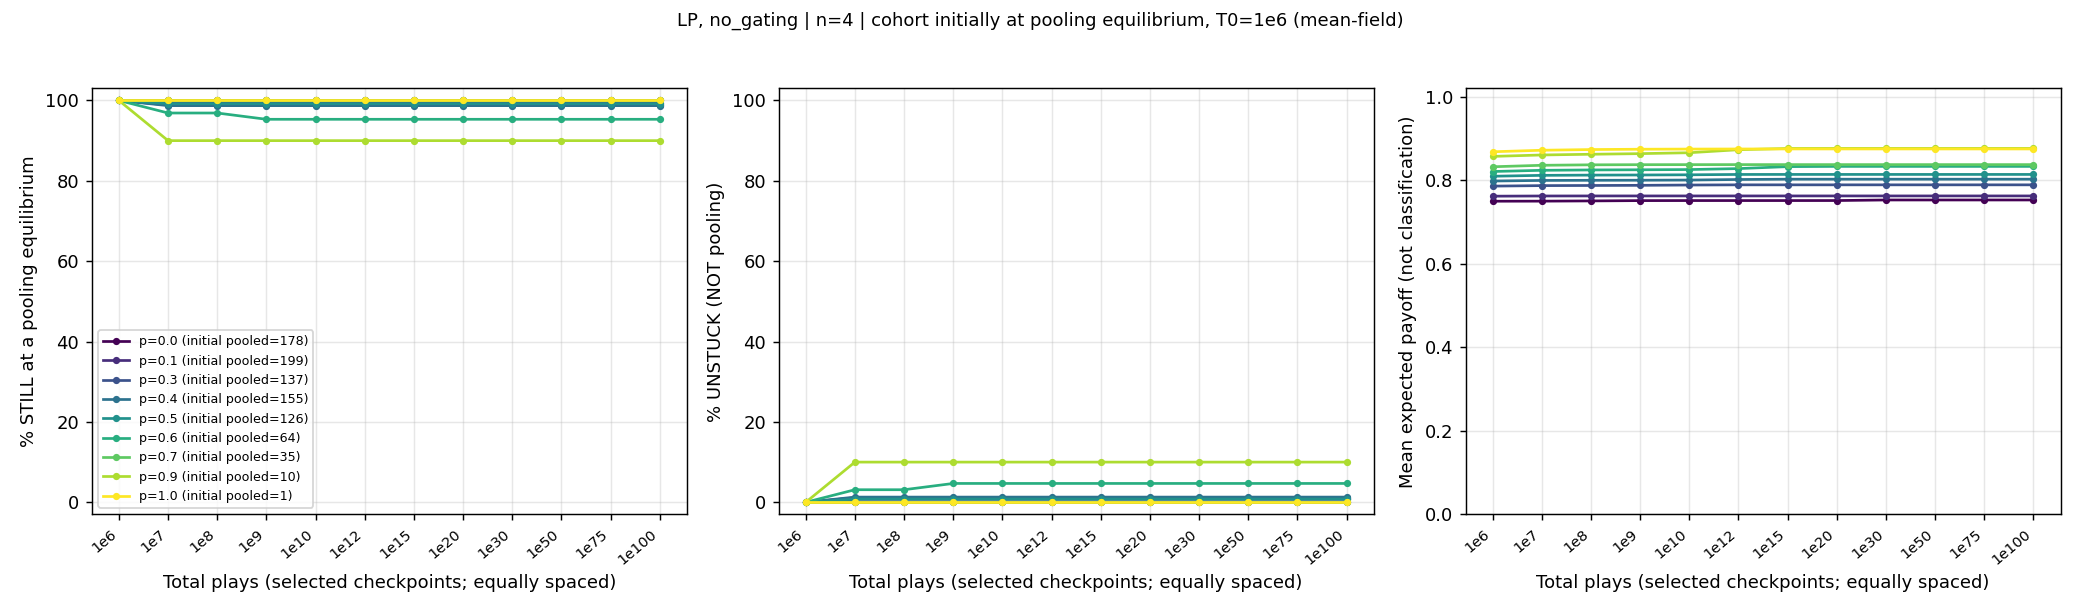 LP, no_gating | n=4 | cohort initially at pooling equilibrium, T0=1e6 (mean-field)
% STILL at a pooling equilibrium
100
80
60
40
20
0
p=0.0 (initial pooled=178)
p=0.1 (initial pooled=199)
p=0.3 (initial pooled=137)
p=0.4 (initial pooled=155)
p=0.5 (initial pooled=126)
p=0.6 (initial pooled=64)
p=0.7 (initial pooled=35)
p=0.9 (initial pooled=10)
p=1.0 (initial pooled=1)
1e6 1e7 1e8 1e9 1e10 1e12 1e15 1e20 1e30 1e50 1e75 1e100
Total plays (selected checkpoints; equally spaced)
% UNSTUCK (NOT pooling)
100
80
60
40
20
0
1e6 1e7 1e8 1e9 1e10 1e12 1e15 1e20 1e30 1e50 1e75 1e100
Total plays (selected checkpoints; equally spaced)
Mean expected payoff (not classification)
1.0
0.8
0.6
0.4
0.2
0.0
1e6 1e7 1e8 1e9 1e10 1e12 1e15 1e20 1e30 1e50 1e75 1e100
Total plays (selected checkpoints; equally spaced)